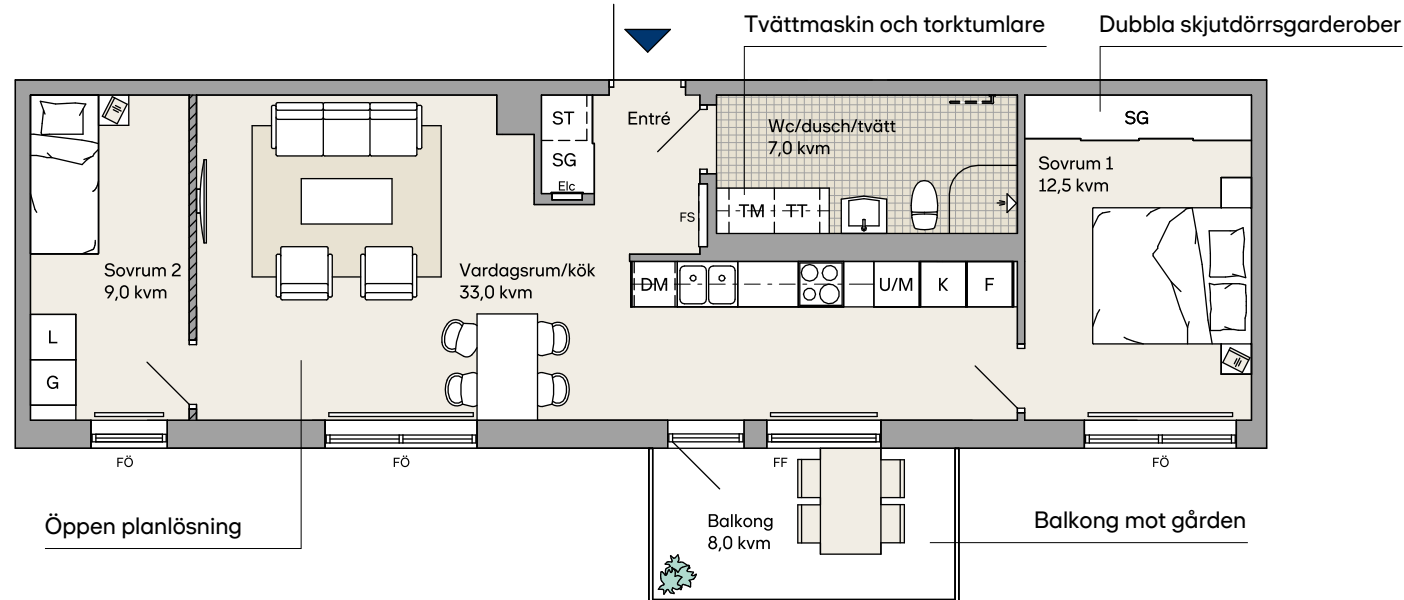 Tvättmaskin och torktumlare
Dubbla skjutdörrsgarderober
ST
SG
Elc
Entré
Wc/dusch/tvätt
7,0 kvm
SG
Sovrum 1
12,5 kvm
FS
TM
TT
Sovrum 2
9,0 kvm
Vardagsrum/kök
33,0 kvm
DM
U/M
K
F
L
G
FÖ
FÖ
FF
FÖ
Öppen planlösning
Balkong
8,0 kvm
Balkong mot gården